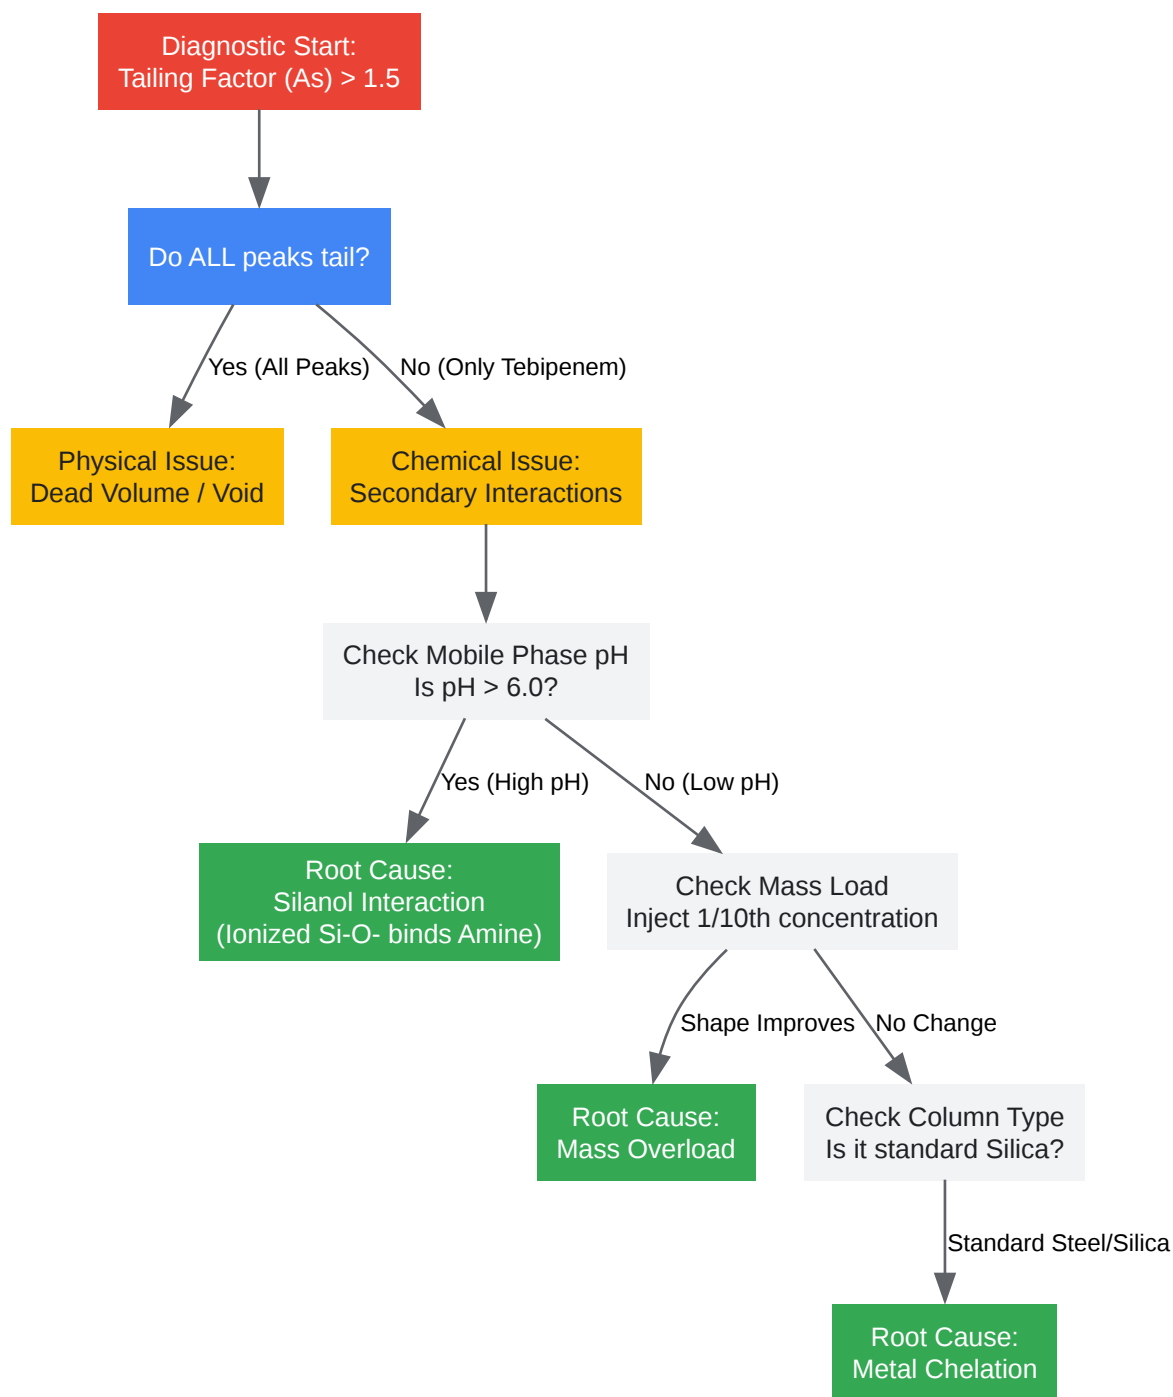 Diagnostic Start:
Tailing Factor (As) > 1.5
Do ALL peaks tail?
Yes (All Peaks)
No (Only Tebipenem)
Physical Issue:
Dead Volume / Void
Chemical Issue:
Secondary Interactions
Check Mobile Phase pH
Is pH > 6.0?
Yes (High pH)
No (Low pH)
Root Cause:
Silanol Interaction
(Ionized Si-O- binds Amine)
Check Mass Load
Inject 1/10th concentration
Shape Improves
No Change
Root Cause:
Mass Overload
Check Column Type
Is it standard Silica?
Standard Steel/Silica
Root Cause:
Metal Chelation